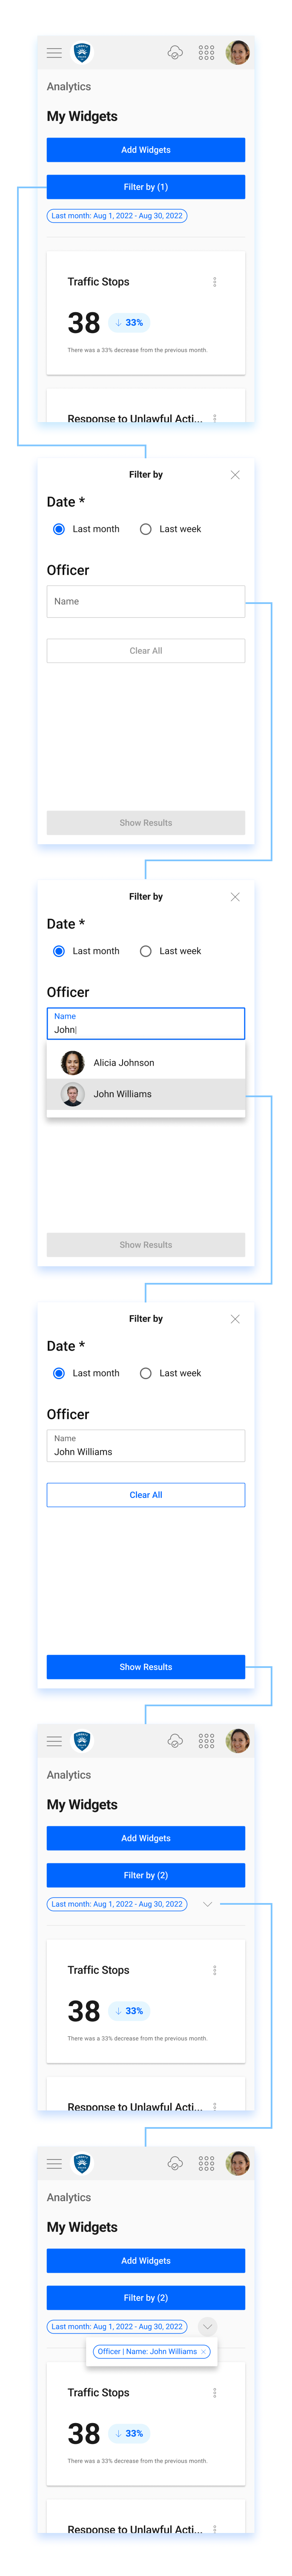 Analytics
My Widgets
Add Widgets
Filter by (1)
Last month: Aug 1, 2022 - Aug 30, 2022
Traffic Stops
38 ↓ 33%
There was a 33% decrease from the previous month.
Response to Unlawful Acti...
Filter by
Date *
Last month Last week
Officer
Name
Clear All
Show Results
Filter by
Date *
Last month Last week
Officer
Name
John
Alicia Johnson
John Williams
Show Results
Filter by
Date *
Last month Last week
Officer
Name
John Williams
Clear All
Show Results
Analytics
My Widgets
Add Widgets
Filter by (2)
Last month: Aug 1, 2022 - Aug 30, 2022
Traffic Stops
38 ↓ 33%
There was a 33% decrease from the previous month.
Response to Unlawful Acti...
Analytics
My Widgets
Add Widgets
Filter by (2)
Last month: Aug 1, 2022 - Aug 30, 2022
Officer | Name: John Williams ×
Traffic Stops
38 ↓ 33%
There was a 33% decrease from the previous month.
Response to Unlawful Acti...